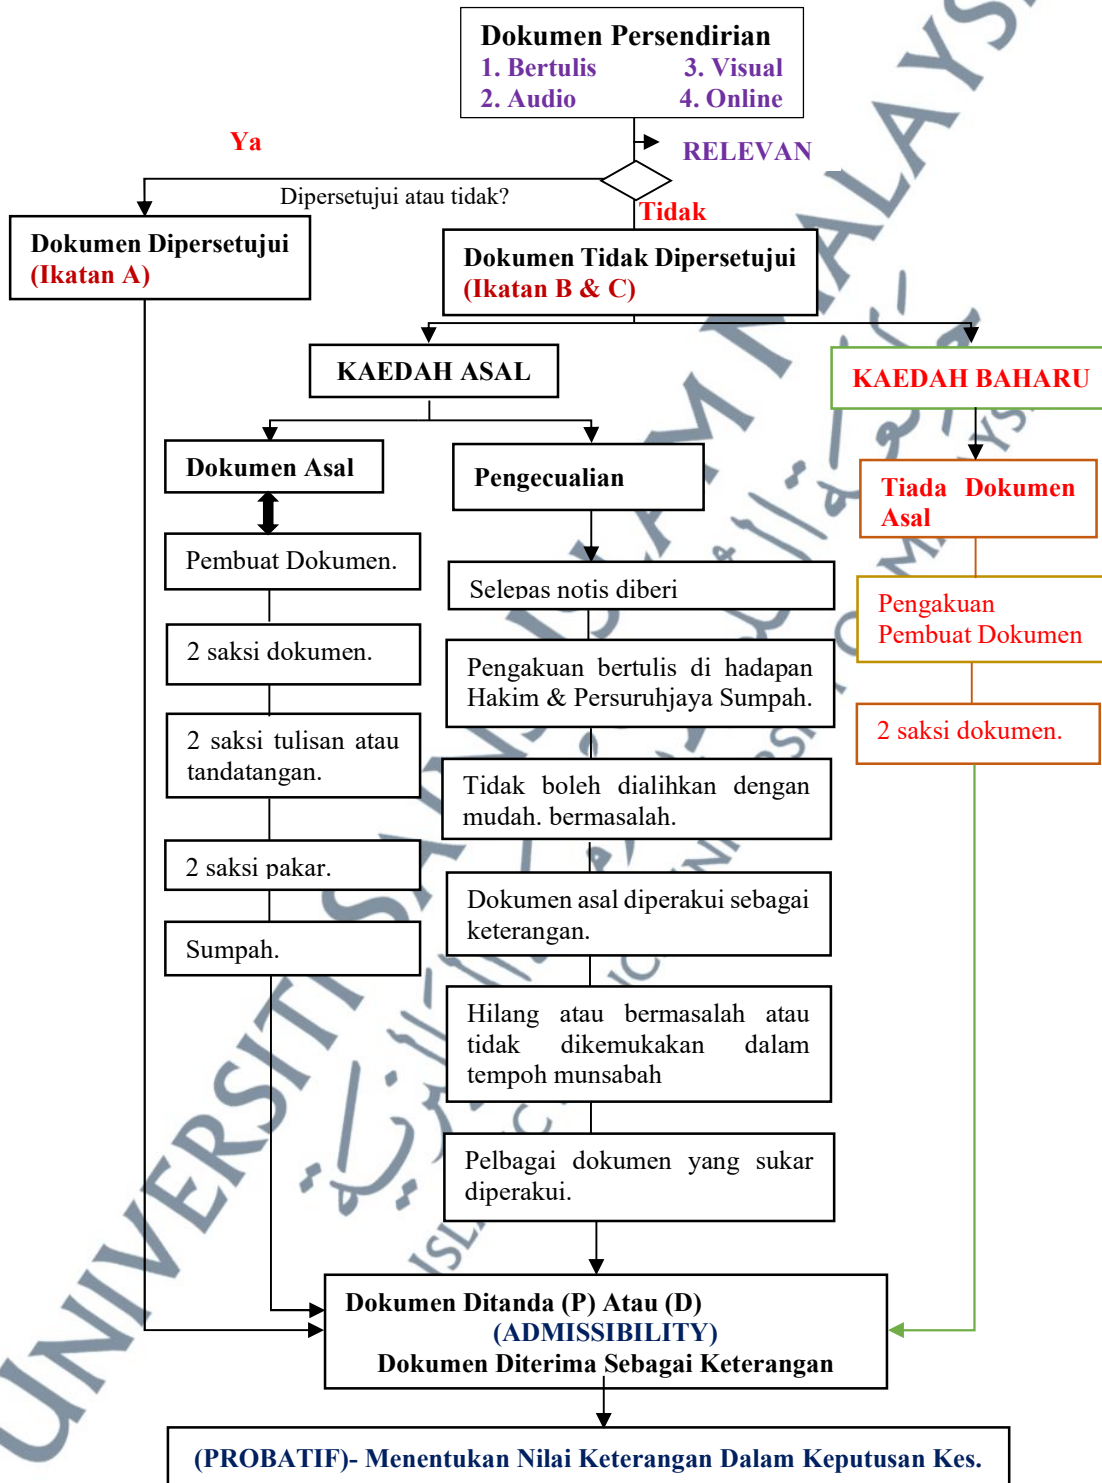 Dokumen Persendirian
1. Bertulis 3. Visual
2. Audio 4. Online
Ya
RELEVAN
Dipersetujui atau tidak?
Tidak
Dokumen Dipersetujui
(Ikatan A)
Dokumen Tidak Dipersetujui
(Ikatan B & C)
KAEDAH ASAL
KAEDAH BAHARU
Dokumen Asal
Pengecualian
Tiada Dokumen
Asal
Pembuat Dokumen.
Selepas notis diberi
Pengakuan
Pembuat Dokumen
2 saksi dokumen.
Pengakuan bertulis di hadapan
Hakim & Persuruhjaya Sumpah.
2 saksi dokumen.
2 saksi tulisan atau
tandatangan.
Tidak boleh dialihkan dengan
mudah. bermasalah.
2 saksi pakar.
Dokumen asal diperakui sebagai
keterangan.
Sumpah.
Hilang atau bermasalah atau
tidak dikemukakan dalam
tempoh munsabah
Pelbagai dokumen yang sukar
diperakui.
Dokumen Ditanda (P) Atau (D)
(ADMISSIBILITY)
Dokumen Diterima Sebagai Keterangan
(PROBATIF)- Menentukan Nilai Keterangan Dalam Keputusan Kes.
UNIVERSITI SAINS ISLAM MALAYS